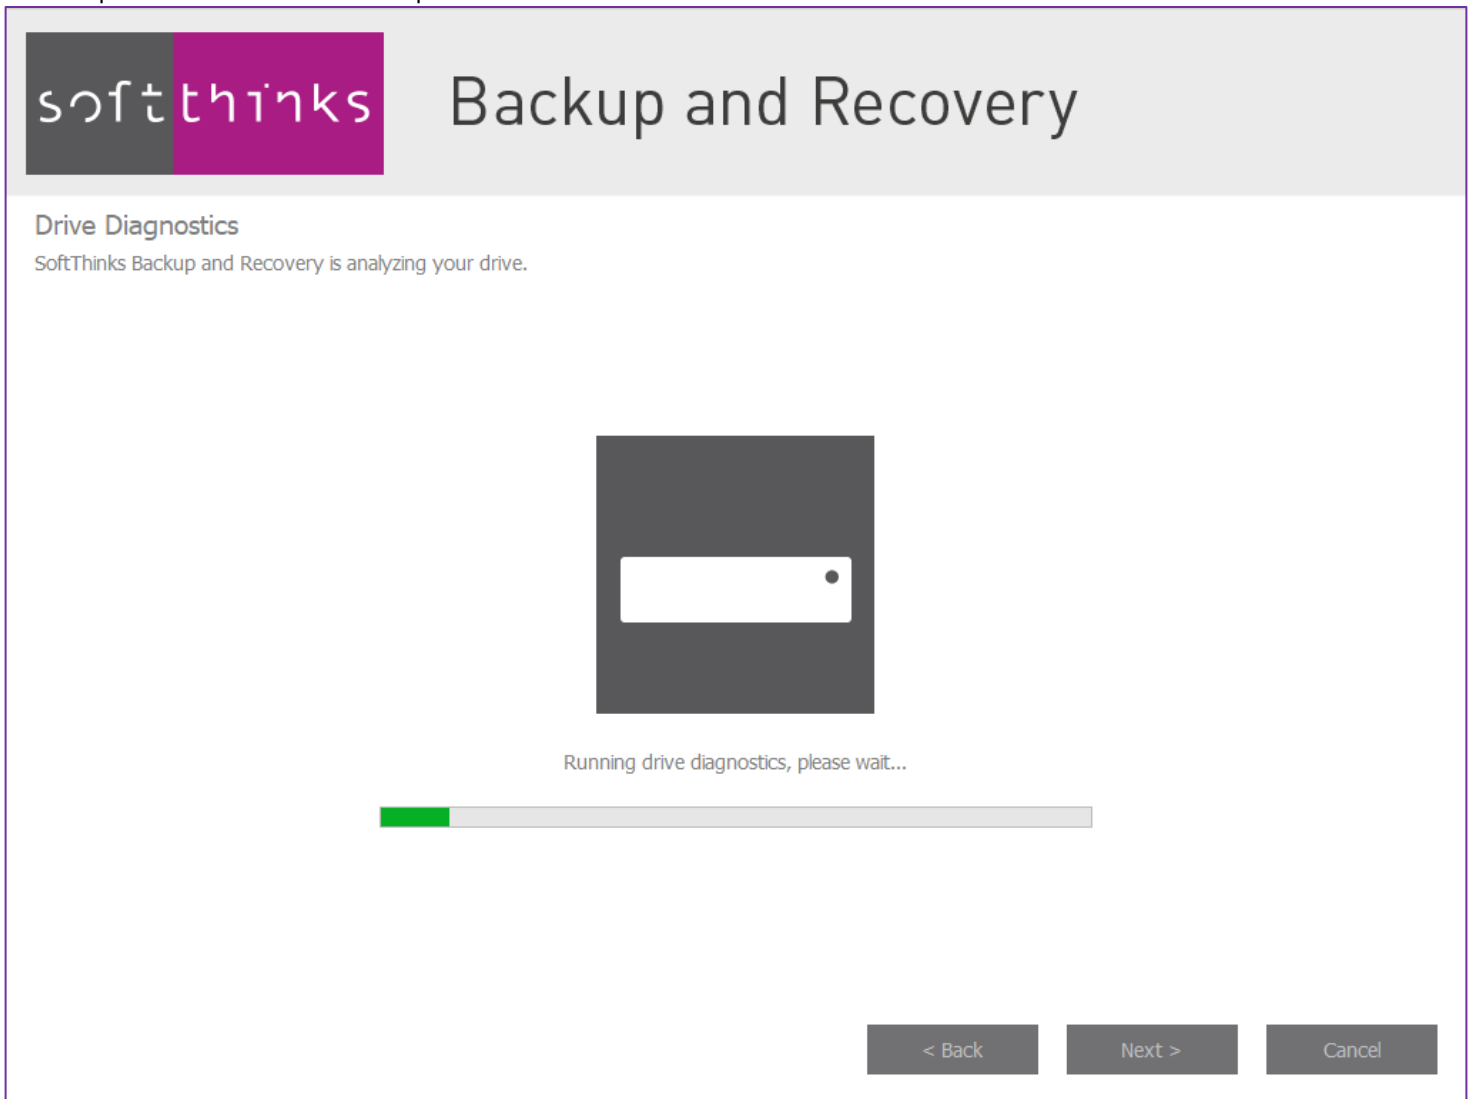 softthinks
Backup and Recovery
Drive Diagnostics
SoftThinks Backup and Recovery is analyzing your drive.
Running drive diagnostics, please wait...
< Back
Next >
Cancel